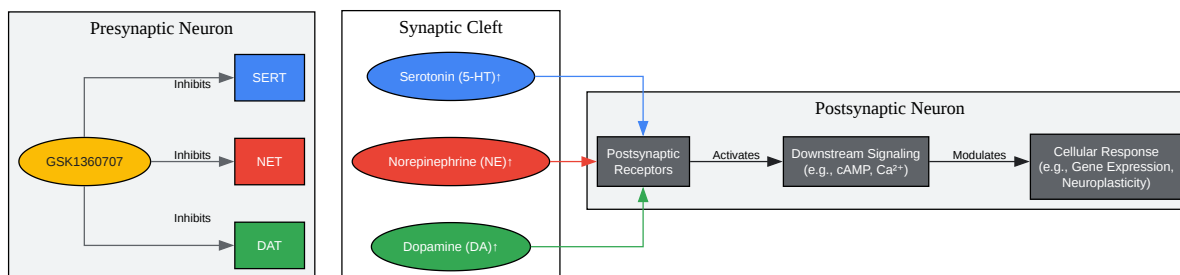 Presynaptic Neuron
GSK1360707
Inhibits
SERT
Inhibits
NET
Inhibits
DAT
Synaptic Cleft
Serotonin (5-HT)↑
Norepinephrine (NE)↑
Dopamine (DA)↑
Postsynaptic Neuron
Postsynaptic
Receptors
Activates
Downstream Signaling
(e.g., cAMP, Ca²⁺)
Modulates
Cellular Response
(e.g., Gene Expression,
Neuroplasticity)